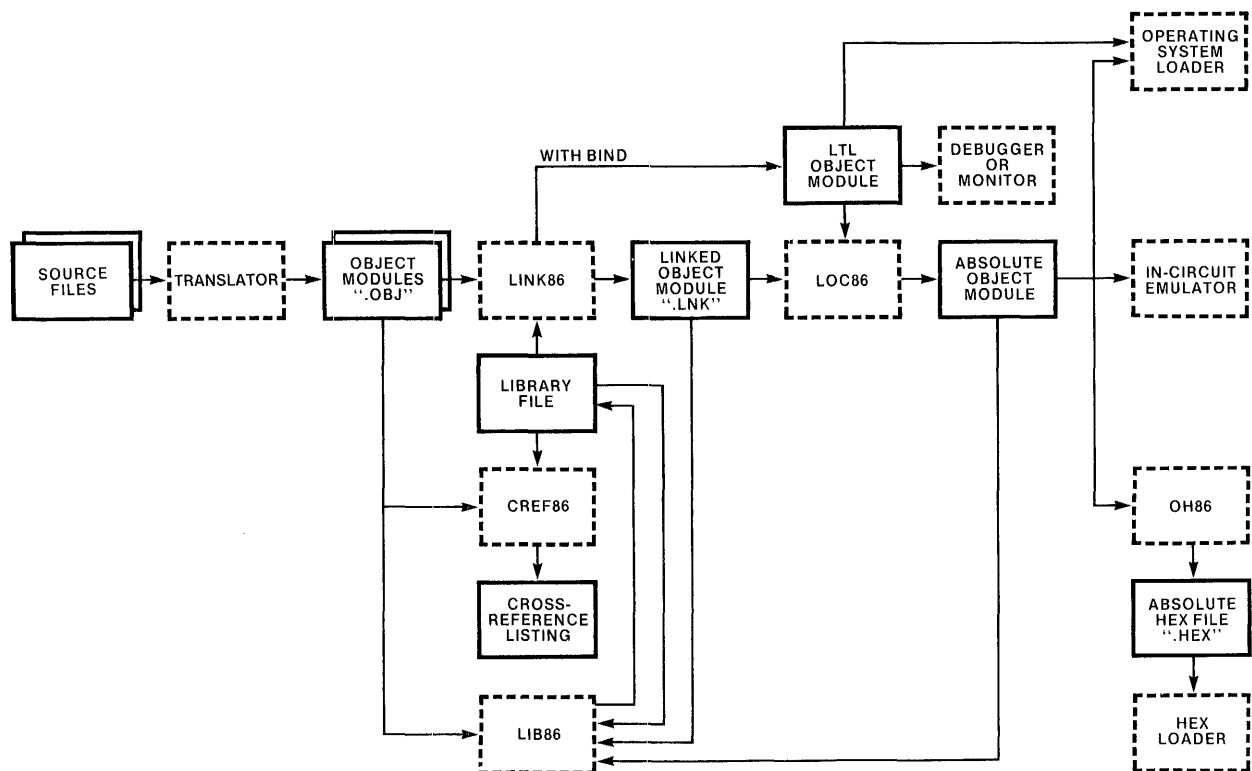 OPERATING
SYSTEM
LOADER
WITH BIND
LTL
OBJECT
MODULE
DEBUGGER
OR
MONITOR
SOURCE
FILES
TRANSLATOR
OBJECT
MODULES
“.OBJ”
LINK86
LINKED
OBJECT
MODULE
“.LNK”
LOC86
ABSOLUTE
OBJECT
MODULE
IN-CIRCUIT
EMULATOR
LIBRARY
FILE
CREF86
OH86
CROSS-
REFERENCE
LISTING
ABSOLUTE
HEX FILE
“.HEX”
LIB86
HEX
LOADER